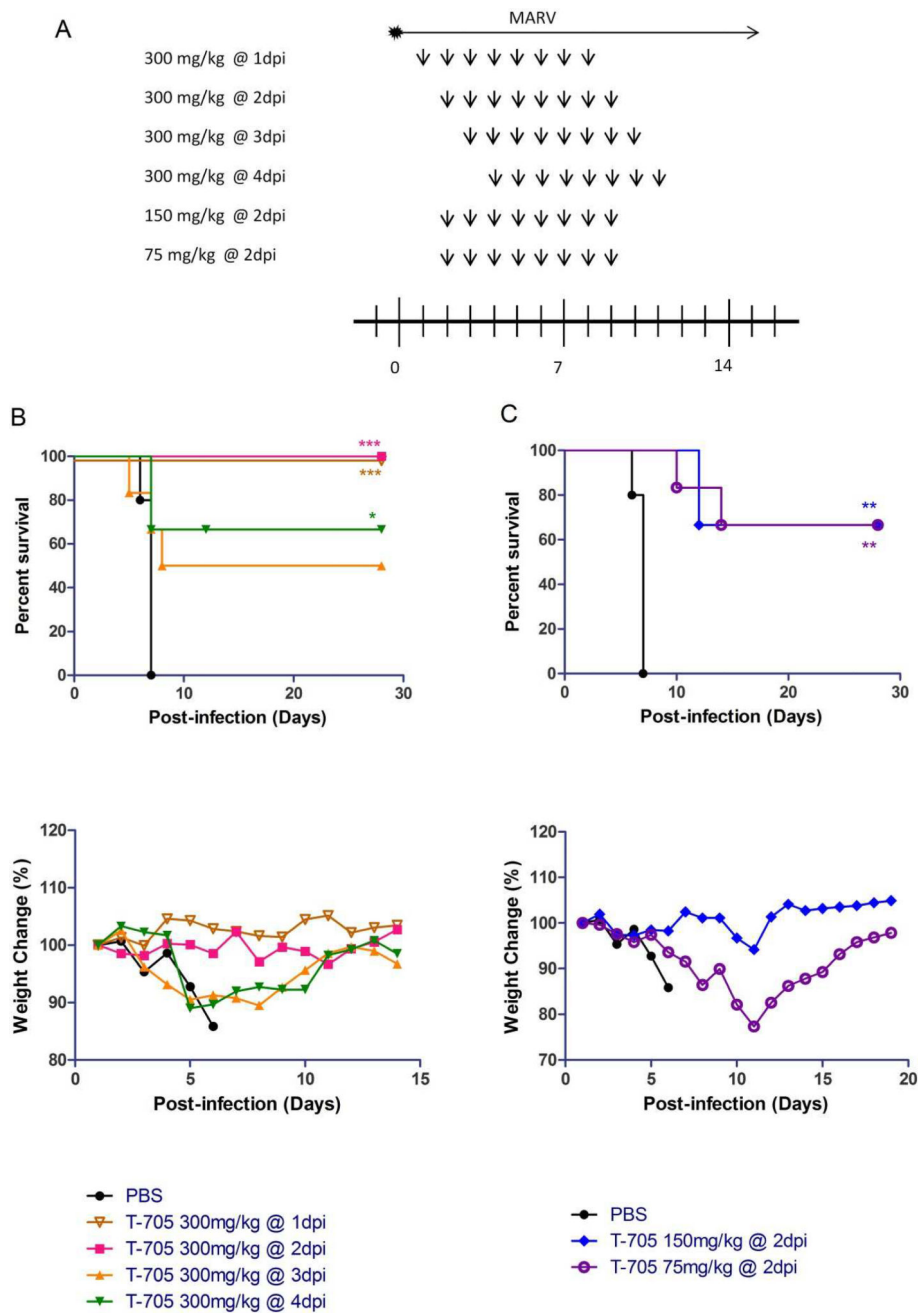 A
MARV
300 mg/kg @ 1dpi
300 mg/kg @ 2dpi
300 mg/kg @ 3dpi
300 mg/kg @ 4dpi
150 mg/kg @ 2dpi
75 mg/kg @ 2dpi
0 7 14
B
Percent survival
100
80
60
40
20
0
***
***
*
0 10 20 30
Post-infection (Days)
C
Percent survival
100
80
60
40
20
0
**
**
0 10 20 30
Post-infection (Days)
Weight Change (%)
120
110
100
90
80
0 5 10 15
Post-infection (Days)
Weight Change (%)
120
110
100
90
80
70
0 5 10 15 20
Post-infection (Days)
PBS
T-705 300mg/kg @ 1dpi
T-705 300mg/kg @ 2dpi
T-705 300mg/kg @ 3dpi
T-705 300mg/kg @ 4dpi
PBS
T-705 150mg/kg @ 2dpi
T-705 75mg/kg @ 2dpi